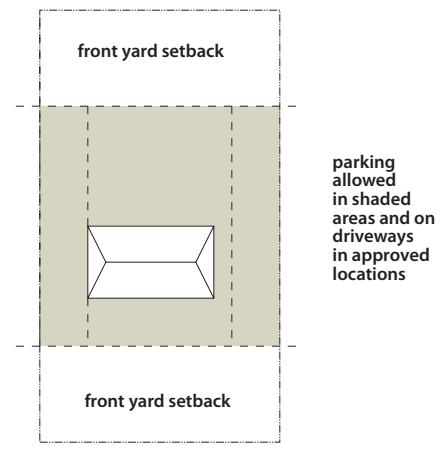 front yard setback
parking
allowed
in shaded
areas and on
driveways
in approved
locations
front yard setback